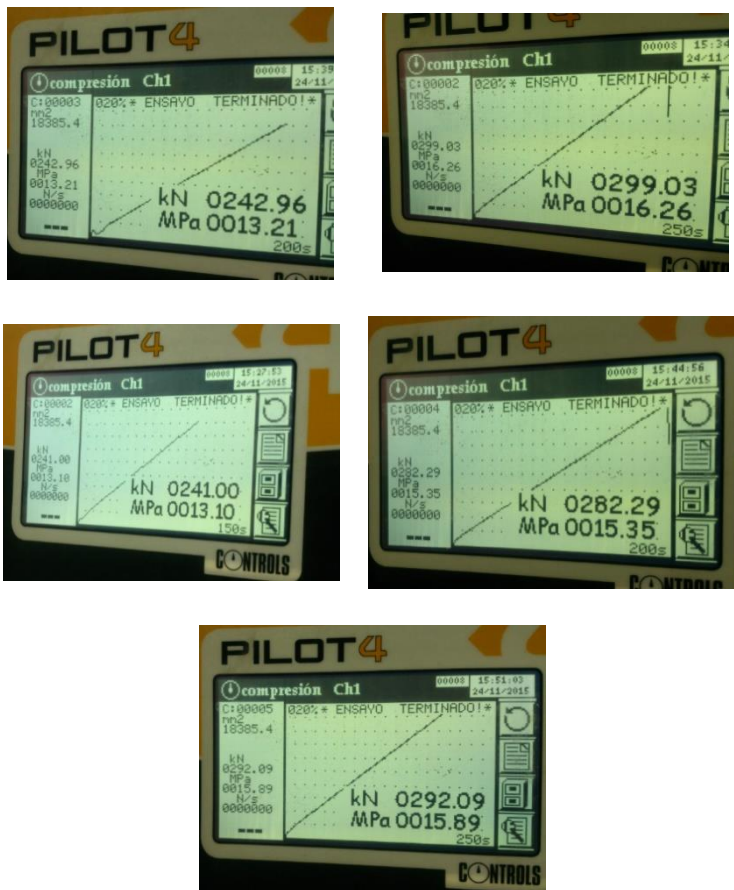 PILOT4
00008 15:39
compresión Ch1 24/11
C:00003 020%* ENSAYO TERMINADO!*
mm2
18385.4
kN
0242.96
MPa
0013.21
N/s
0000000
---
kN 0242.96
MPa 0013.21
200s
CONTROLS
PILOT4
00008 15:34
compresión Ch1 24/11
C:00002 020%* ENSAYO TERMINADO!*
mm2
18385.4
kN
0299.03
MPa
0016.26
N/s
0000000
---
kN 0299.03
MPa 0016.26
250s
CONTR
PILOT4
00008 15:27:53
compresión Ch1 24/11/2015
C:00002 020%* ENSAYO TERMINADO!*
mm2
18385.4
kN
0241.00
MPa
0013.10
N/s
0000000
---
kN 0241.00
MPa 0013.10
150s
CONTROLS
PILOT4
00008 15:44:56
compresión Ch1 24/11/2015
C:00004 020%* ENSAYO TERMINADO!*
mm2
18385.4
kN
0282.29
MPa
0015.35
N/s
0000000
---
kN 0282.29
MPa 0015.35
200s
CONTROLS
PILOT4
00008 15:51:03
compresión Ch1 24/11/2015
C:00005 020%* ENSAYO TERMINADO!*
mm2
18385.4
kN
0292.09
MPa
0015.89
N/s
0000000
---
kN 0292.09
MPa 0015.89
250s
CONTROLS